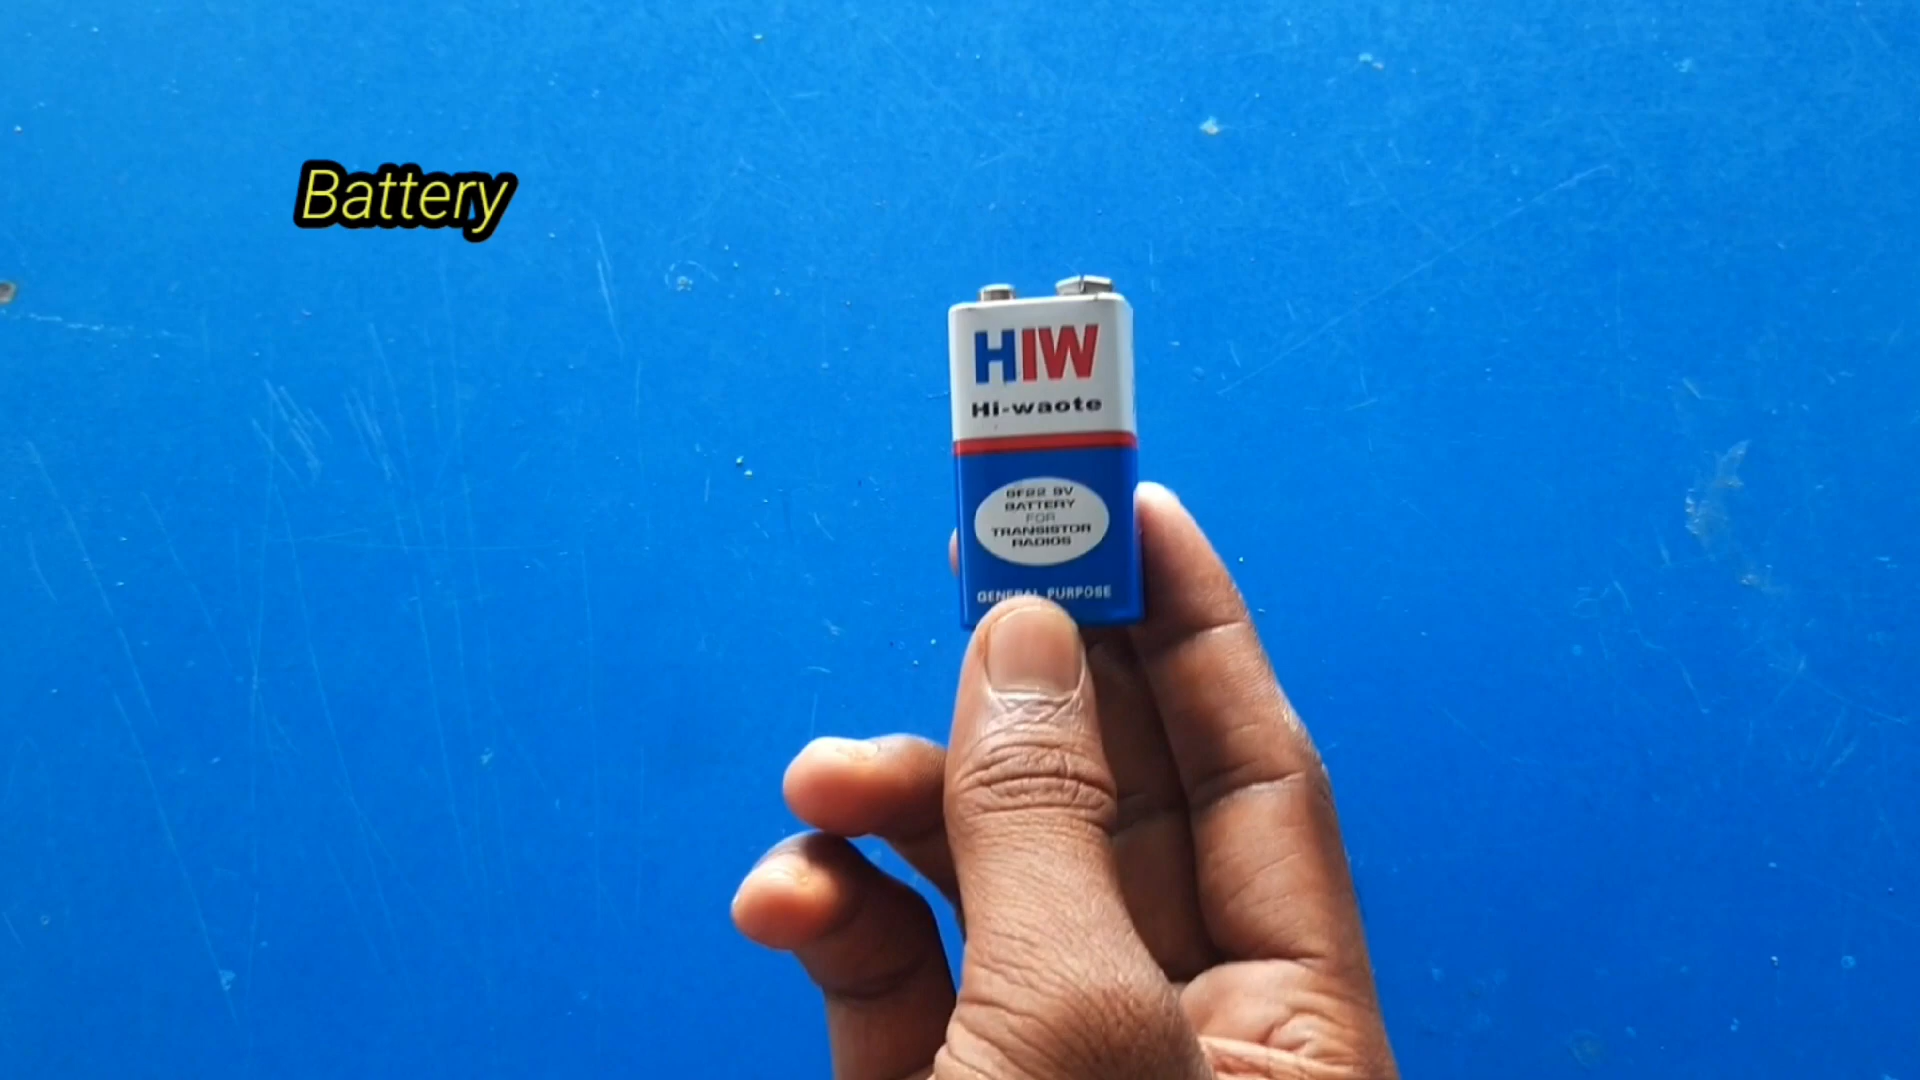 Battery
HIW
Hi-waote
6F22 9V
BATTERY
FOR
TRANSISTOR
RADIOS
GENERAL PURPOSE